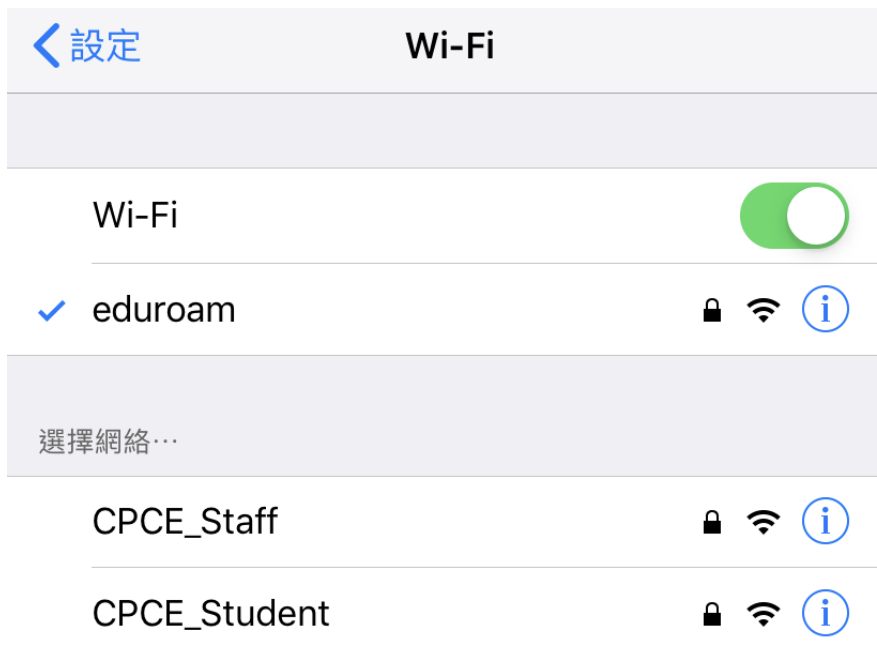 設定 Wi-Fi
Wi-Fi
eduroam
選擇網絡⋯
CPCE_Staff
CPCE_Student